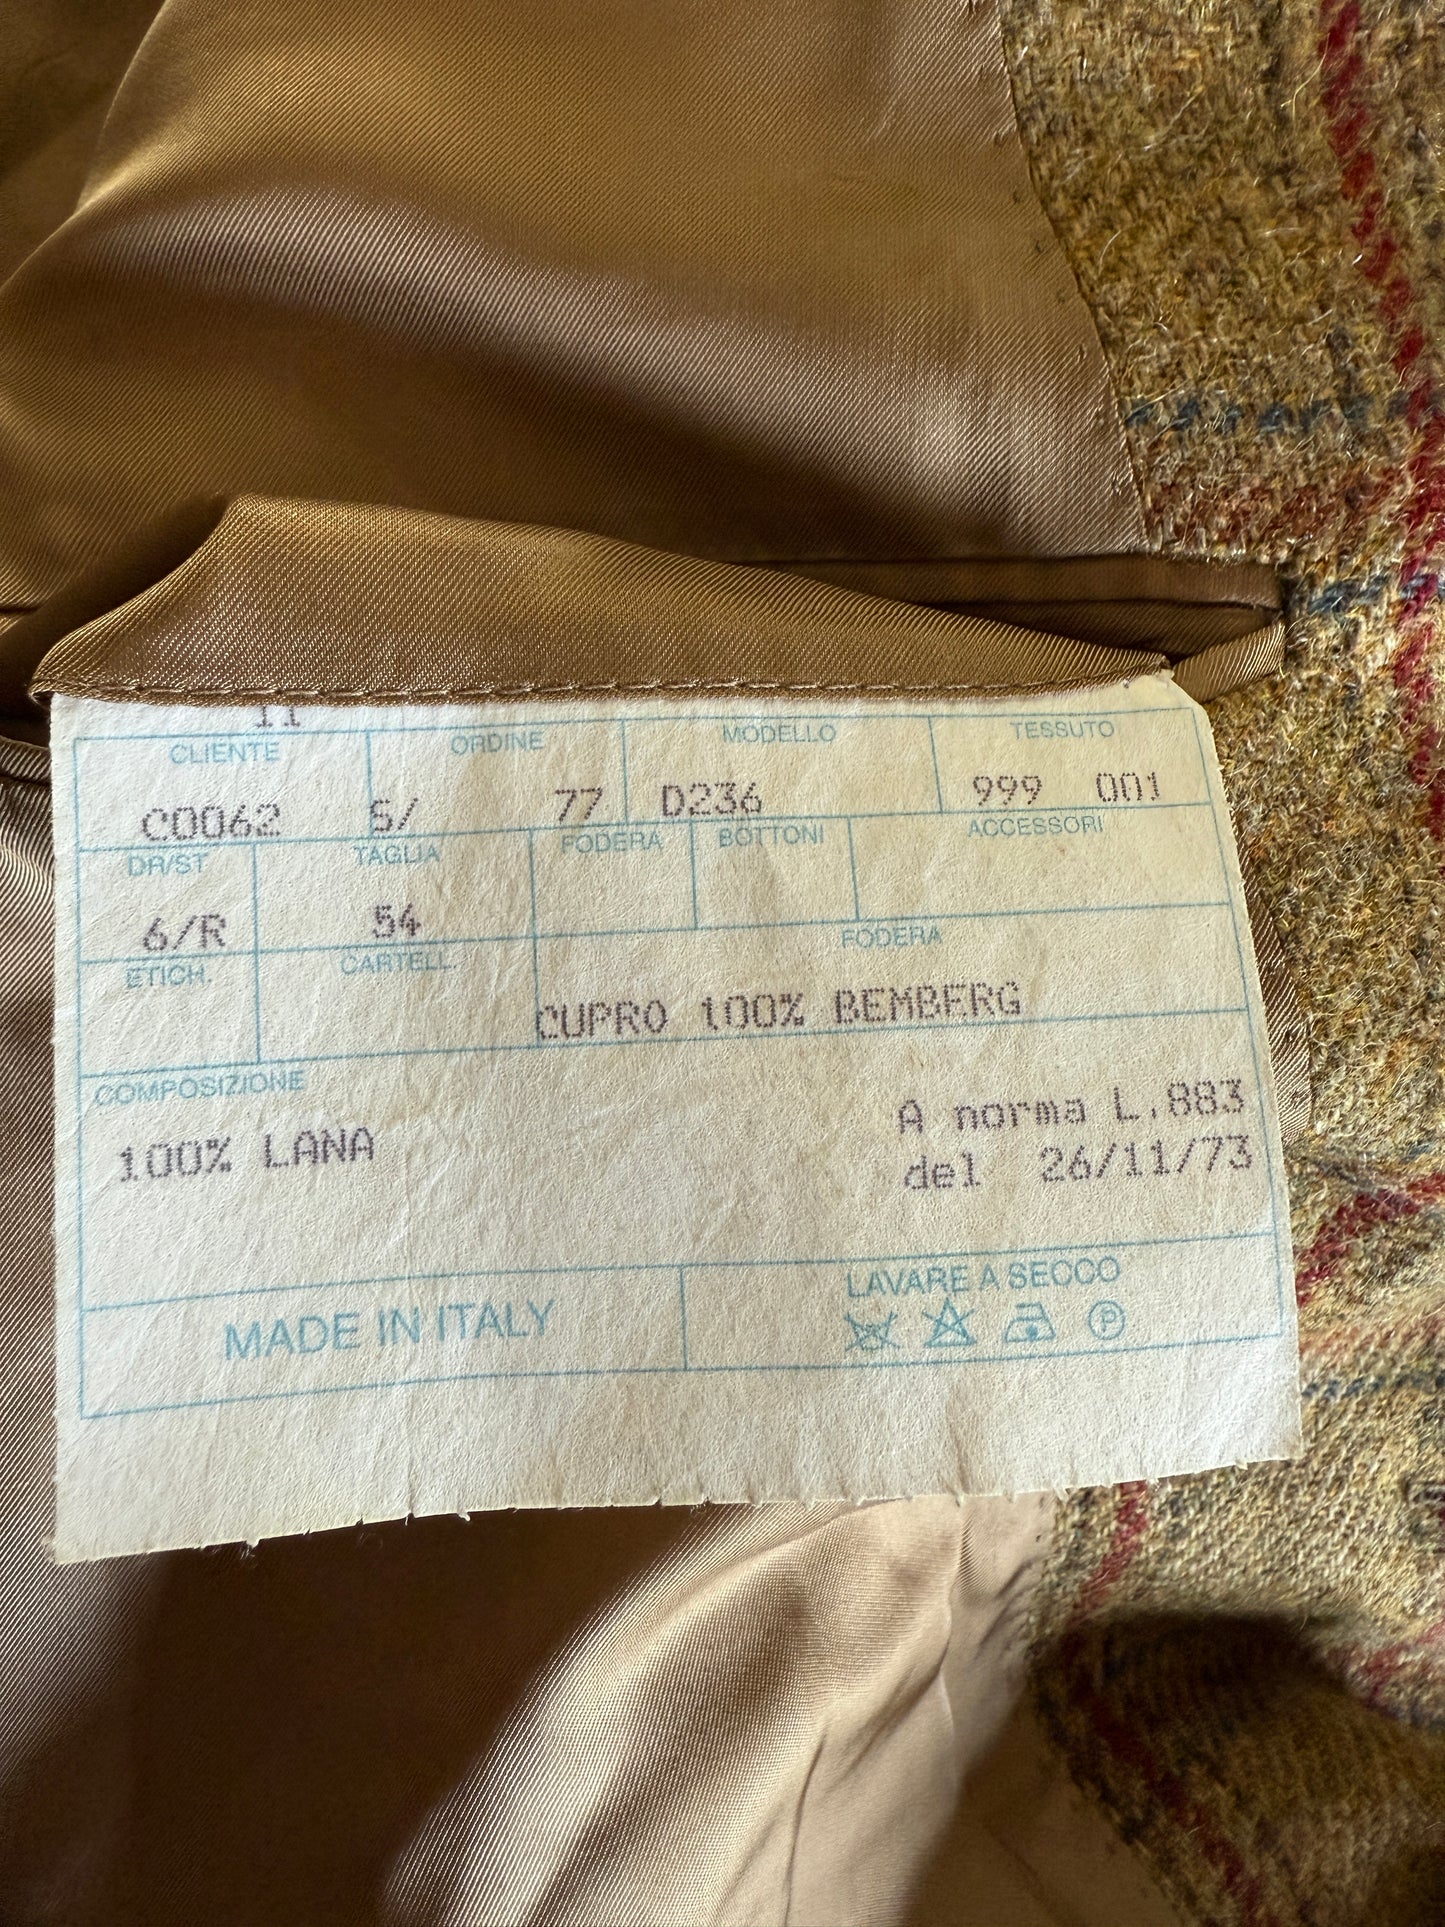 11
CLIENTE ORDINE MODELLO TESSUTO
C0062 S/ 77 D236 999 001
DR/ST TAGLIA FODERA BOTTONI ACCESSORI
6/R 54
ETICH. CARTELL. FODERA
CUPRO 100% BEMBERG
COMPOSIZIONE
100% LANA
A norma L.883
del 26/11/73
MADE IN ITALY
LAVARE A SECCO
P